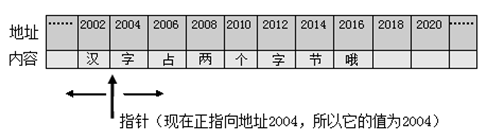 地址 …… 2002 2004 2006 2008 2010 2012 2014 2016 2018 2020 ……
内容 汉 字 占 两 个 字 节 哦
指针(现在正指向地址2004，所以它的值为2004)